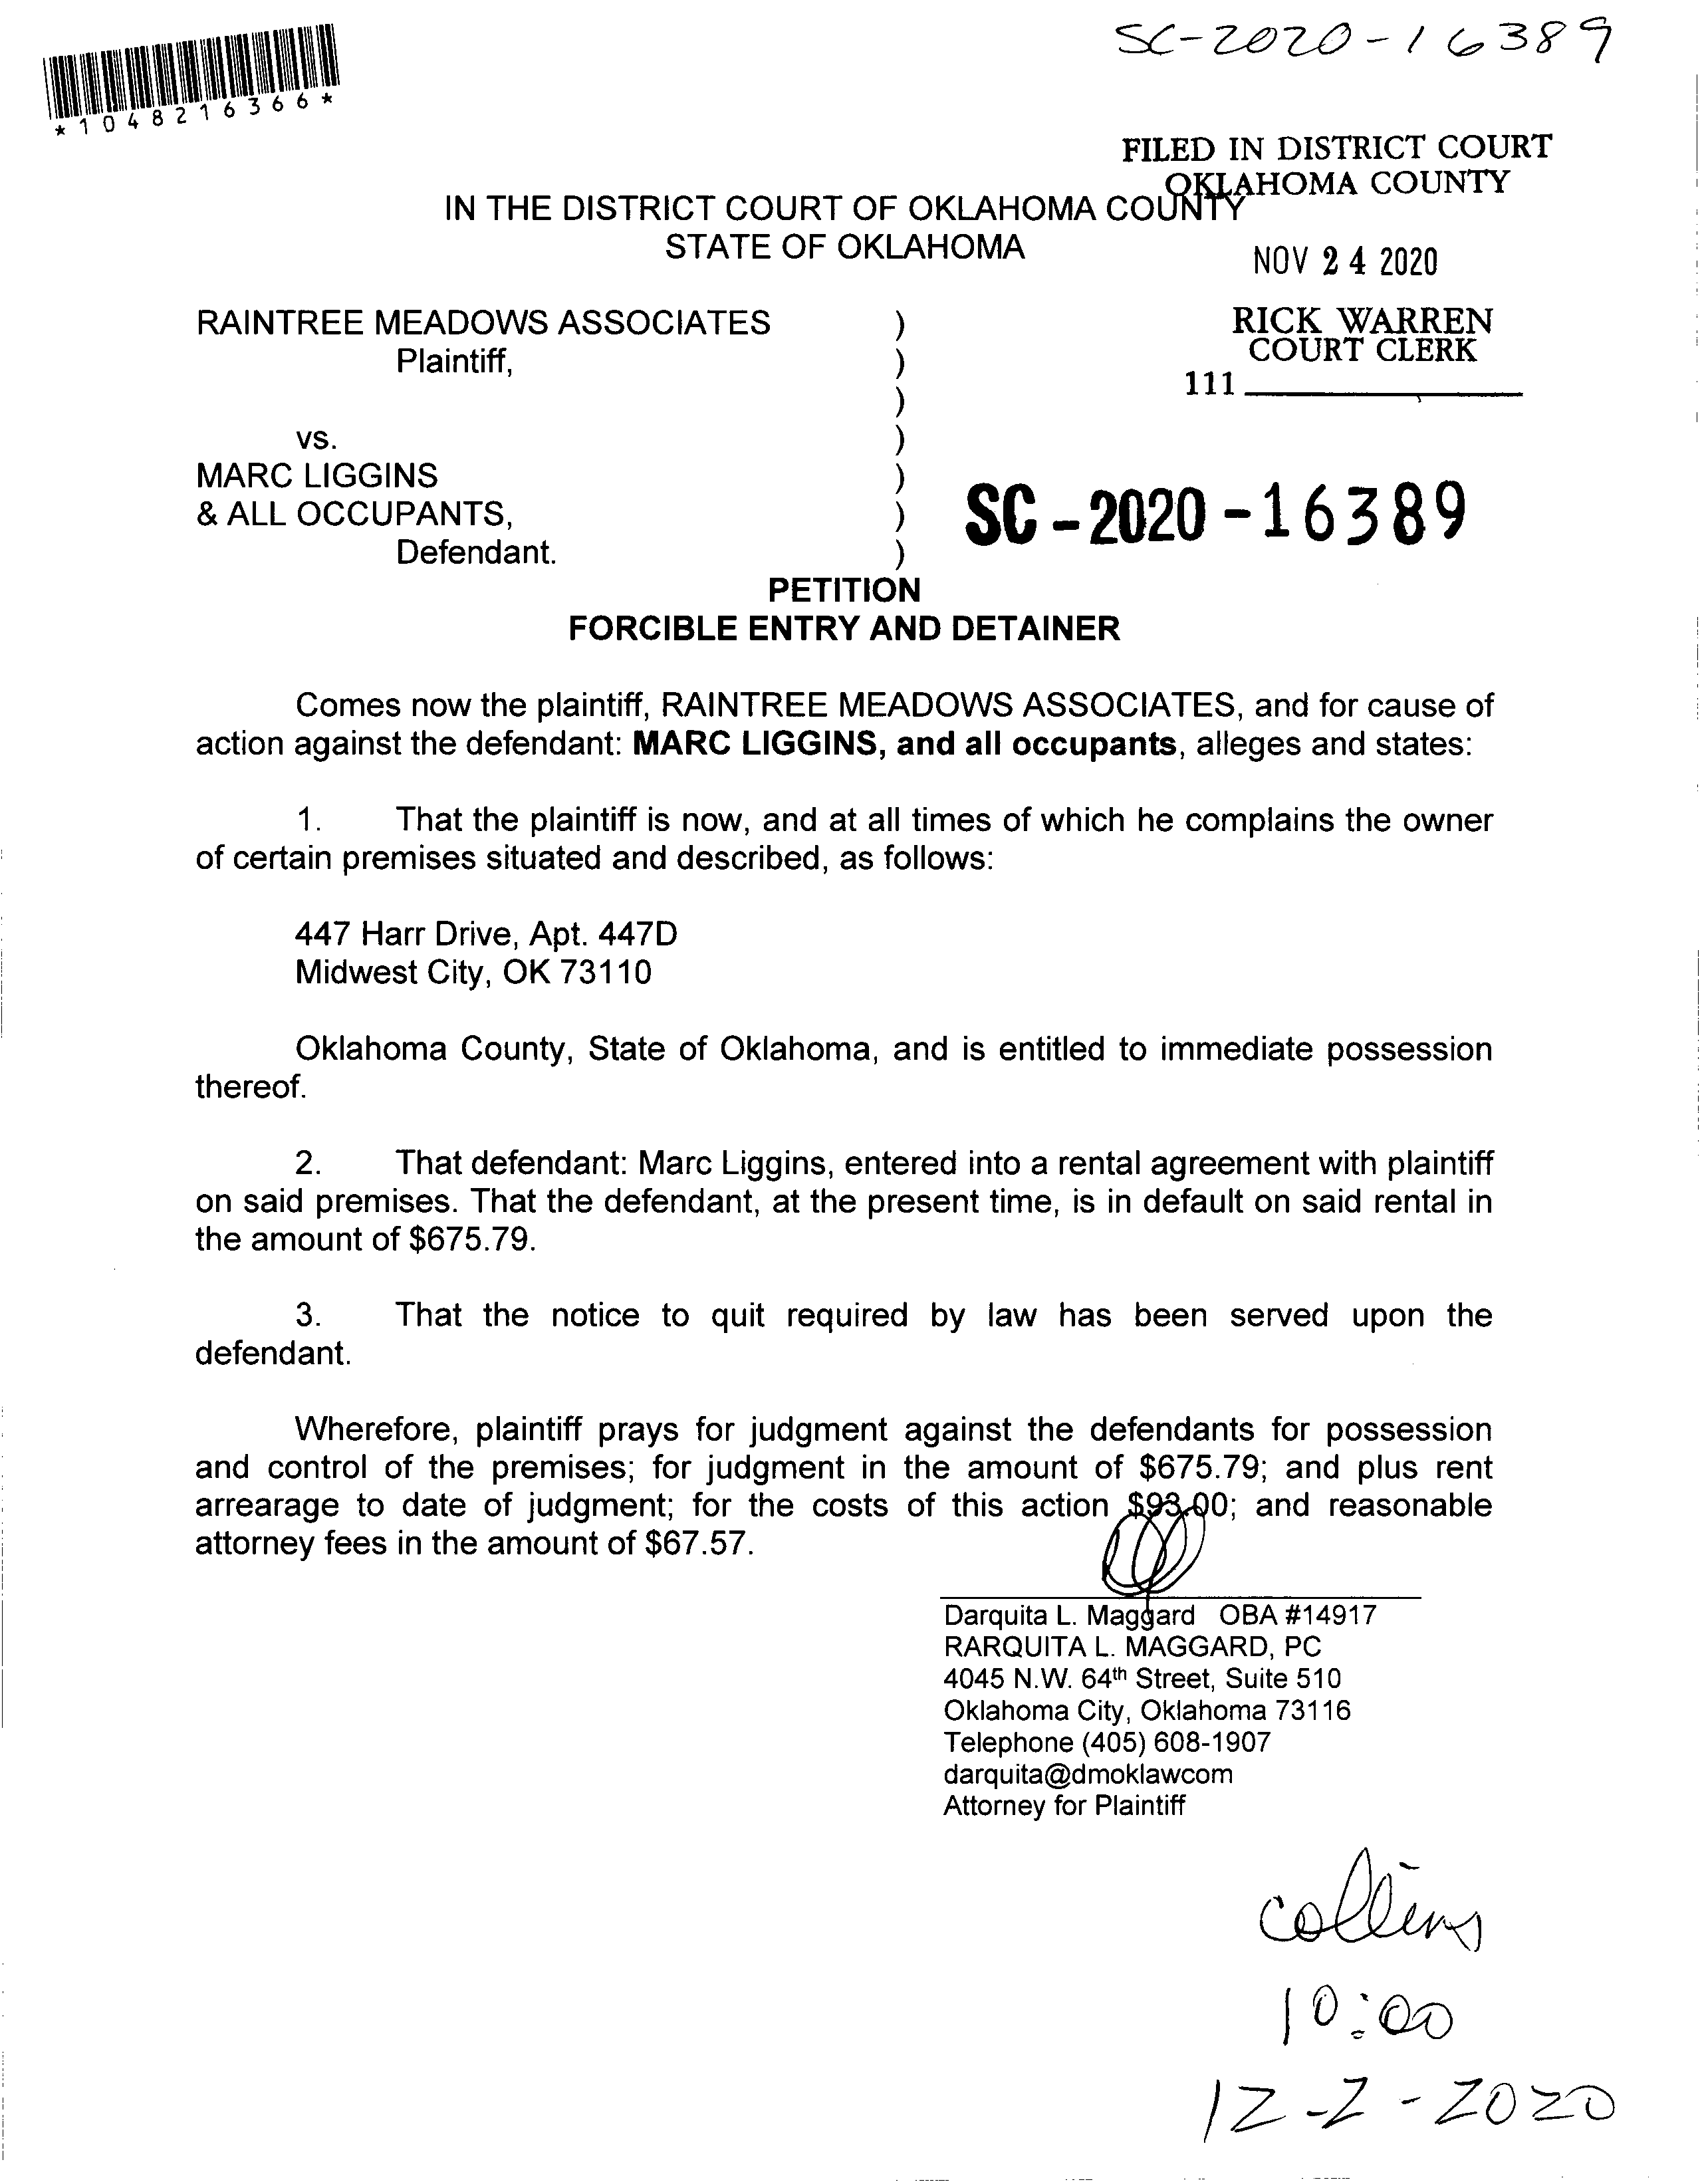 SC-2020-16389
*1048216366*
FILED IN DISTRICT COURT
OKLAHOMA COUNTY
IN THE DISTRICT COURT OF OKLAHOMA COUNTY
STATE OF OKLAHOMA
NOV 24 2020
RAINTREE MEADOWS ASSOCIATES )
Plaintiff, )
)
RICK WARREN
COURT CLERK
111
vs. )
MARC LIGGINS )
& ALL OCCUPANTS, )
Defendant. )
SC-2020-16389
PETITION
FORCIBLE ENTRY AND DETAINER
Comes now the plaintiff, RAINTREE MEADOWS ASSOCIATES, and for cause of
action against the defendant: MARC LIGGINS, and all occupants, alleges and states:
1. That the plaintiff is now, and at all times of which he complains the owner
of certain premises situated and described, as follows:
447 Harr Drive, Apt. 447D
Midwest City, OK 73110
Oklahoma County, State of Oklahoma, and is entitled to immediate possession
thereof.
2. That defendant: Marc Liggins, entered into a rental agreement with plaintiff
on said premises. That the defendant, at the present time, is in default on said rental in
the amount of $675.79.
3. That the notice to quit required by law has been served upon the
defendant.
Wherefore, plaintiff prays for judgment against the defendants for possession
and control of the premises; for judgment in the amount of $675.79; and plus rent
arrearage to date of judgment; for the costs of this action $93.00; and reasonable
attorney fees in the amount of $67.57.
Darquita L. Maggard OBA #14917
RARQUITA L. MAGGARD, PC
4045 N.W. 64th Street, Suite 510
Oklahoma City, Oklahoma 73116
Telephone (405) 608-1907
darquita@dmoklawcom
Attorney for Plaintiff
collins
10:00
12-2-2020